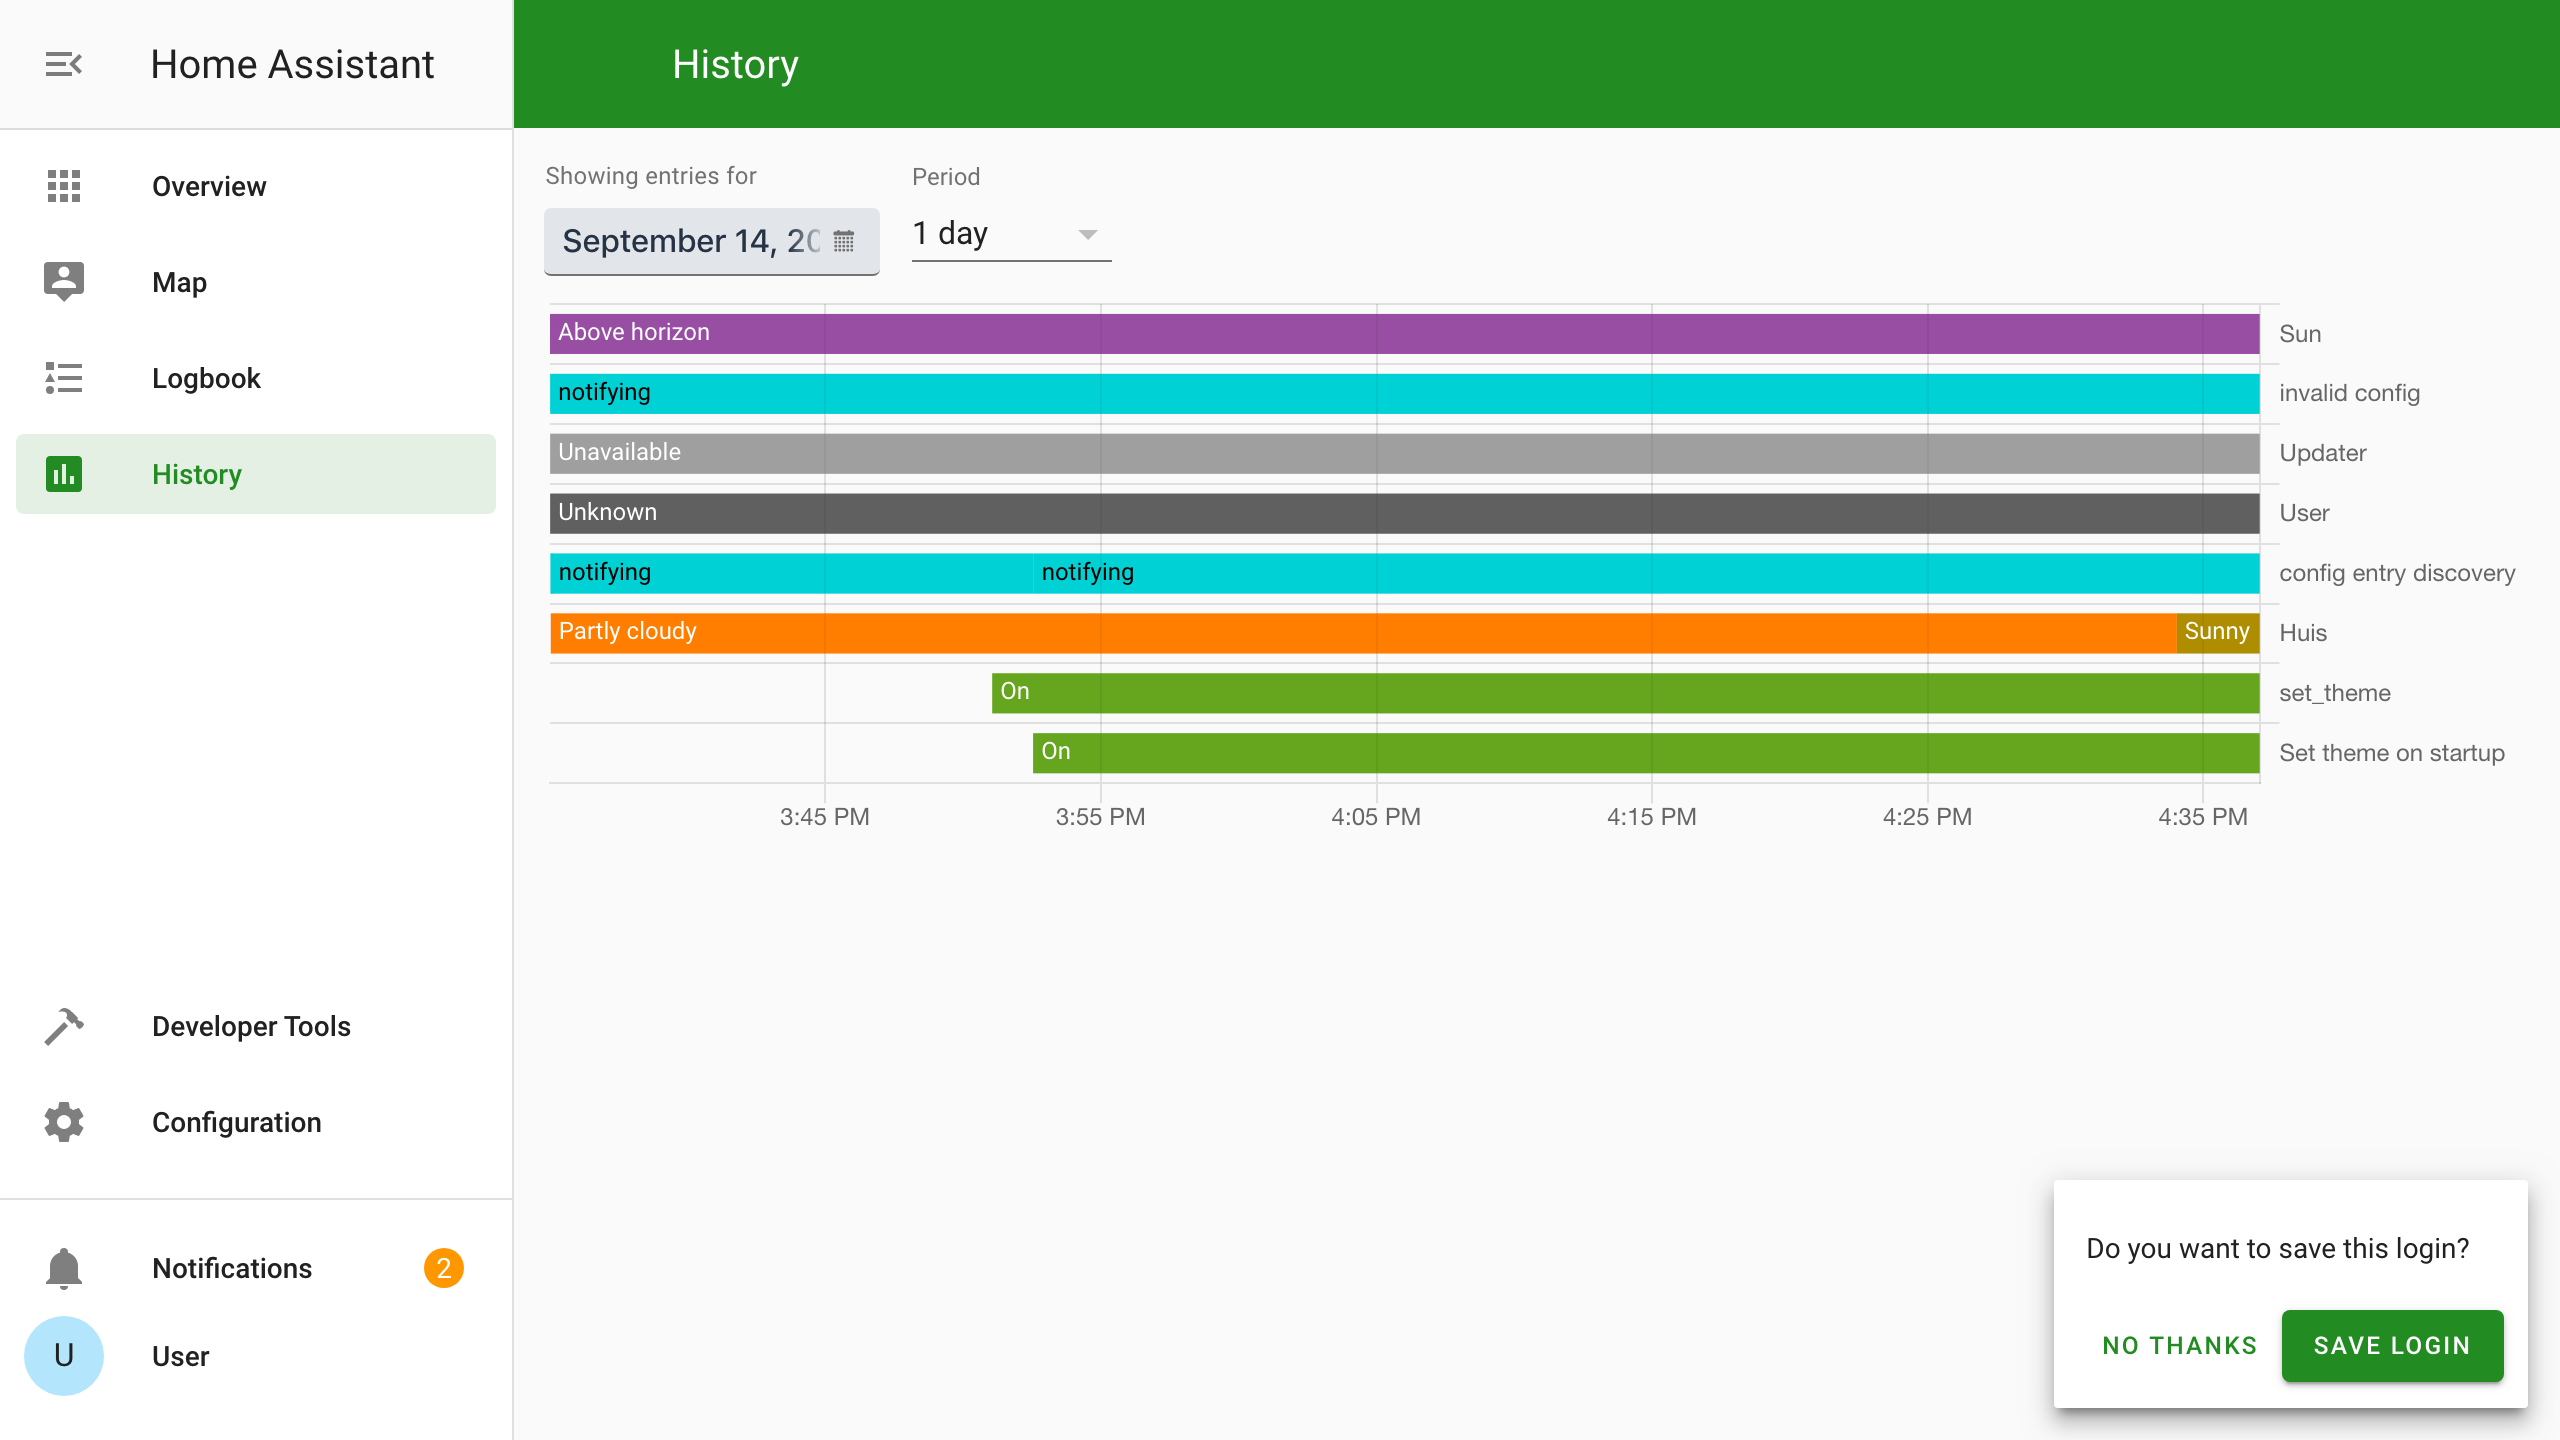 Home Assistant
History
Overview
Map
Logbook
History
Developer Tools
Configuration
Notifications 2
U User
Showing entries for
September 14, 20
Period
1 day
Above horizon Sun
notifying invalid config
Unavailable Updater
Unknown User
notifying notifying config entry discovery
Partly cloudy Sunny Huis
On set_theme
On Set theme on startup
3:45 PM 3:55 PM 4:05 PM 4:15 PM 4:25 PM 4:35 PM
Do you want to save this login?
NO THANKS SAVE LOGIN